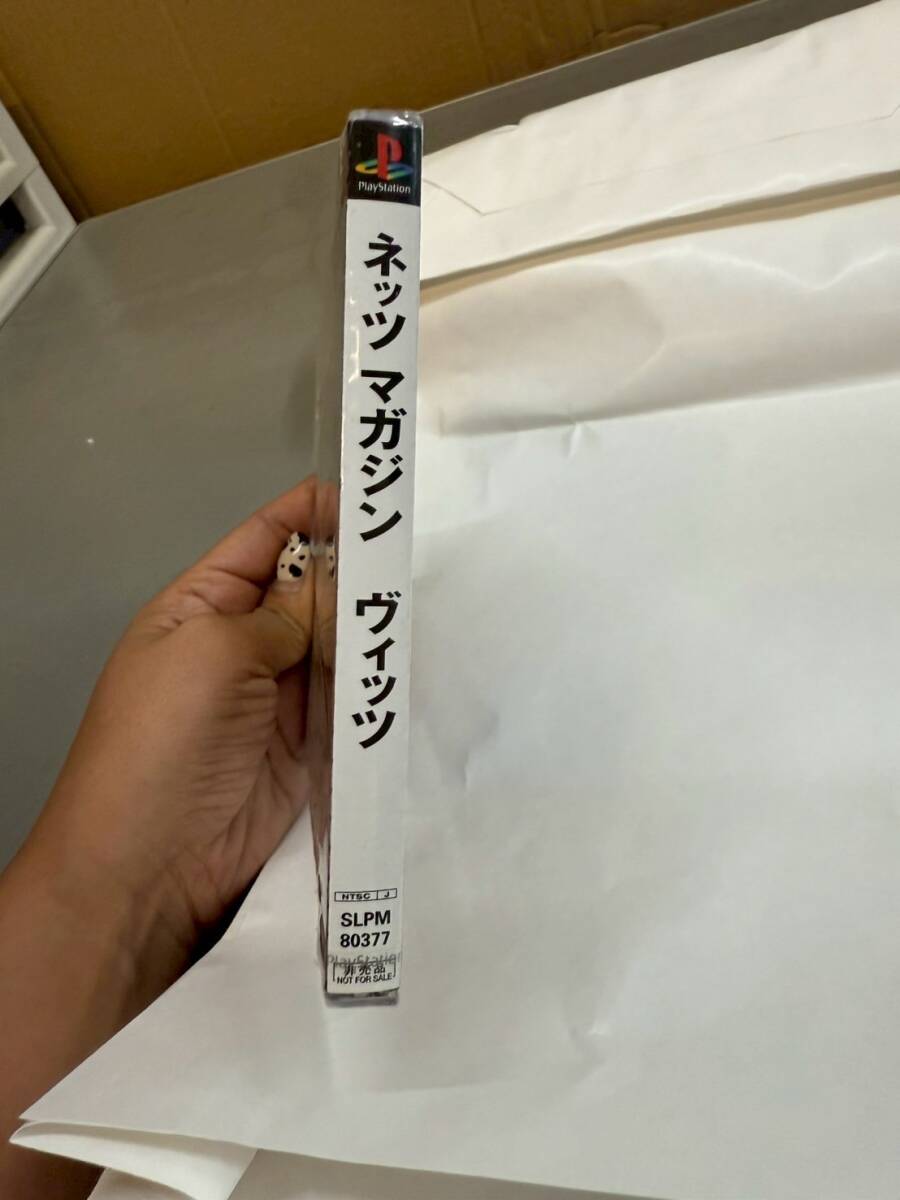 PlayStation
ネッツ マガジン ヴィッツ
NTSC J
SLPM
80377
PlayStation
非売品
NOT FOR SALE